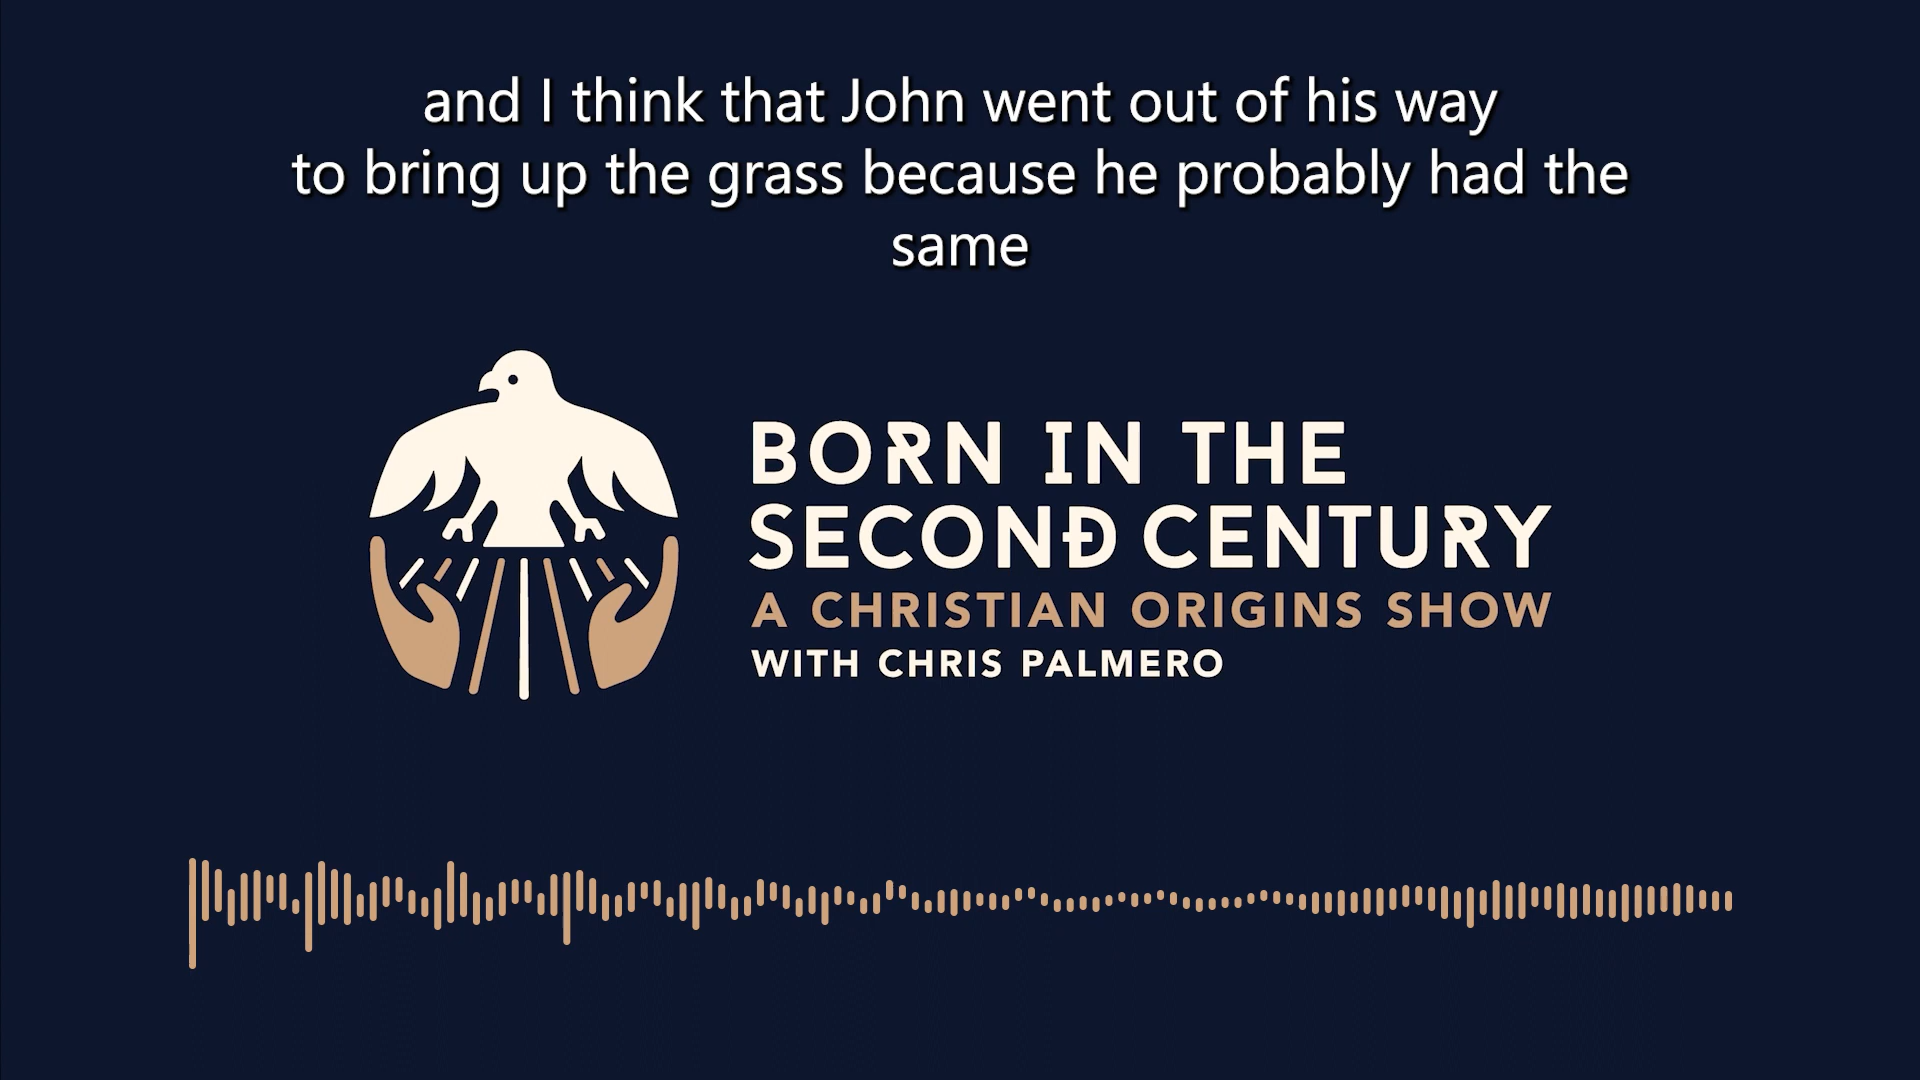 and I think that John went out of his way
to bring up the grass because he probably had the
same
BORN IN THE
SECOND CENTURY
A CHRISTIAN ORIGINS SHOW
WITH CHRIS PALMERO